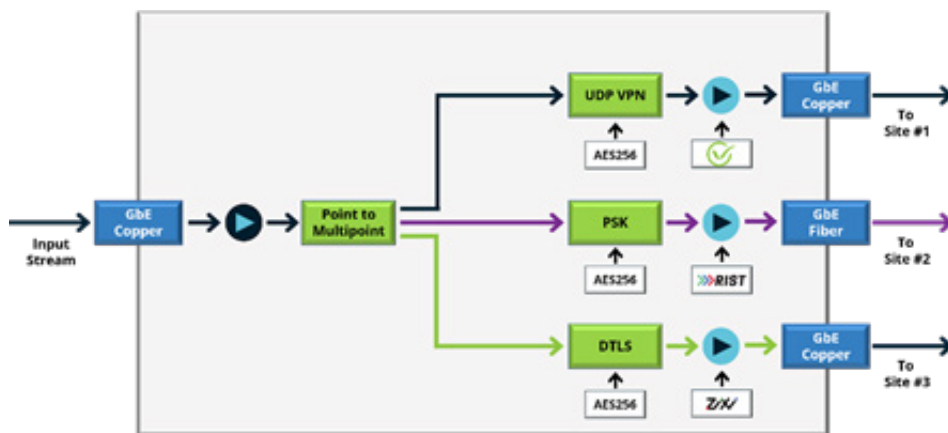 UDP VPN
GbE
Copper
To
Site #1
AES256
GbE
Copper
Input
Stream
Point to
Multipoint
PSK
GbE
Fiber
To
Site #2
AES256
RIST
DTLS
GbE
Copper
To
Site #3
AES256